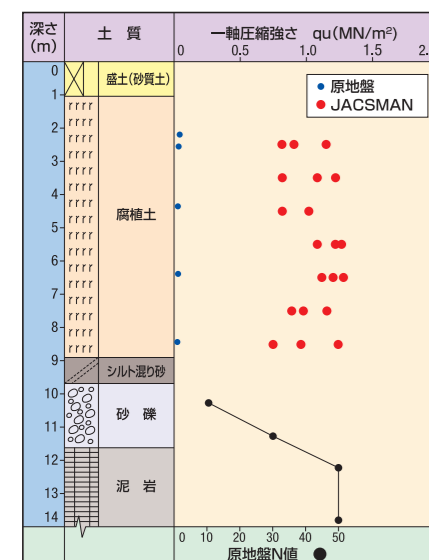 深さ
(m)
土 質
一軸圧縮強さ qu(MN/m²)
0 0.5 1.0 1.5 2.
原地盤
JACSMAN
0
1
2
3
4
5
6
7
8
9
10
11
12
13
14
盛土(砂質土)
腐植土
シルト混り砂
砂 礫
泥 岩
0 10 20 30 40 50
原地盤N値